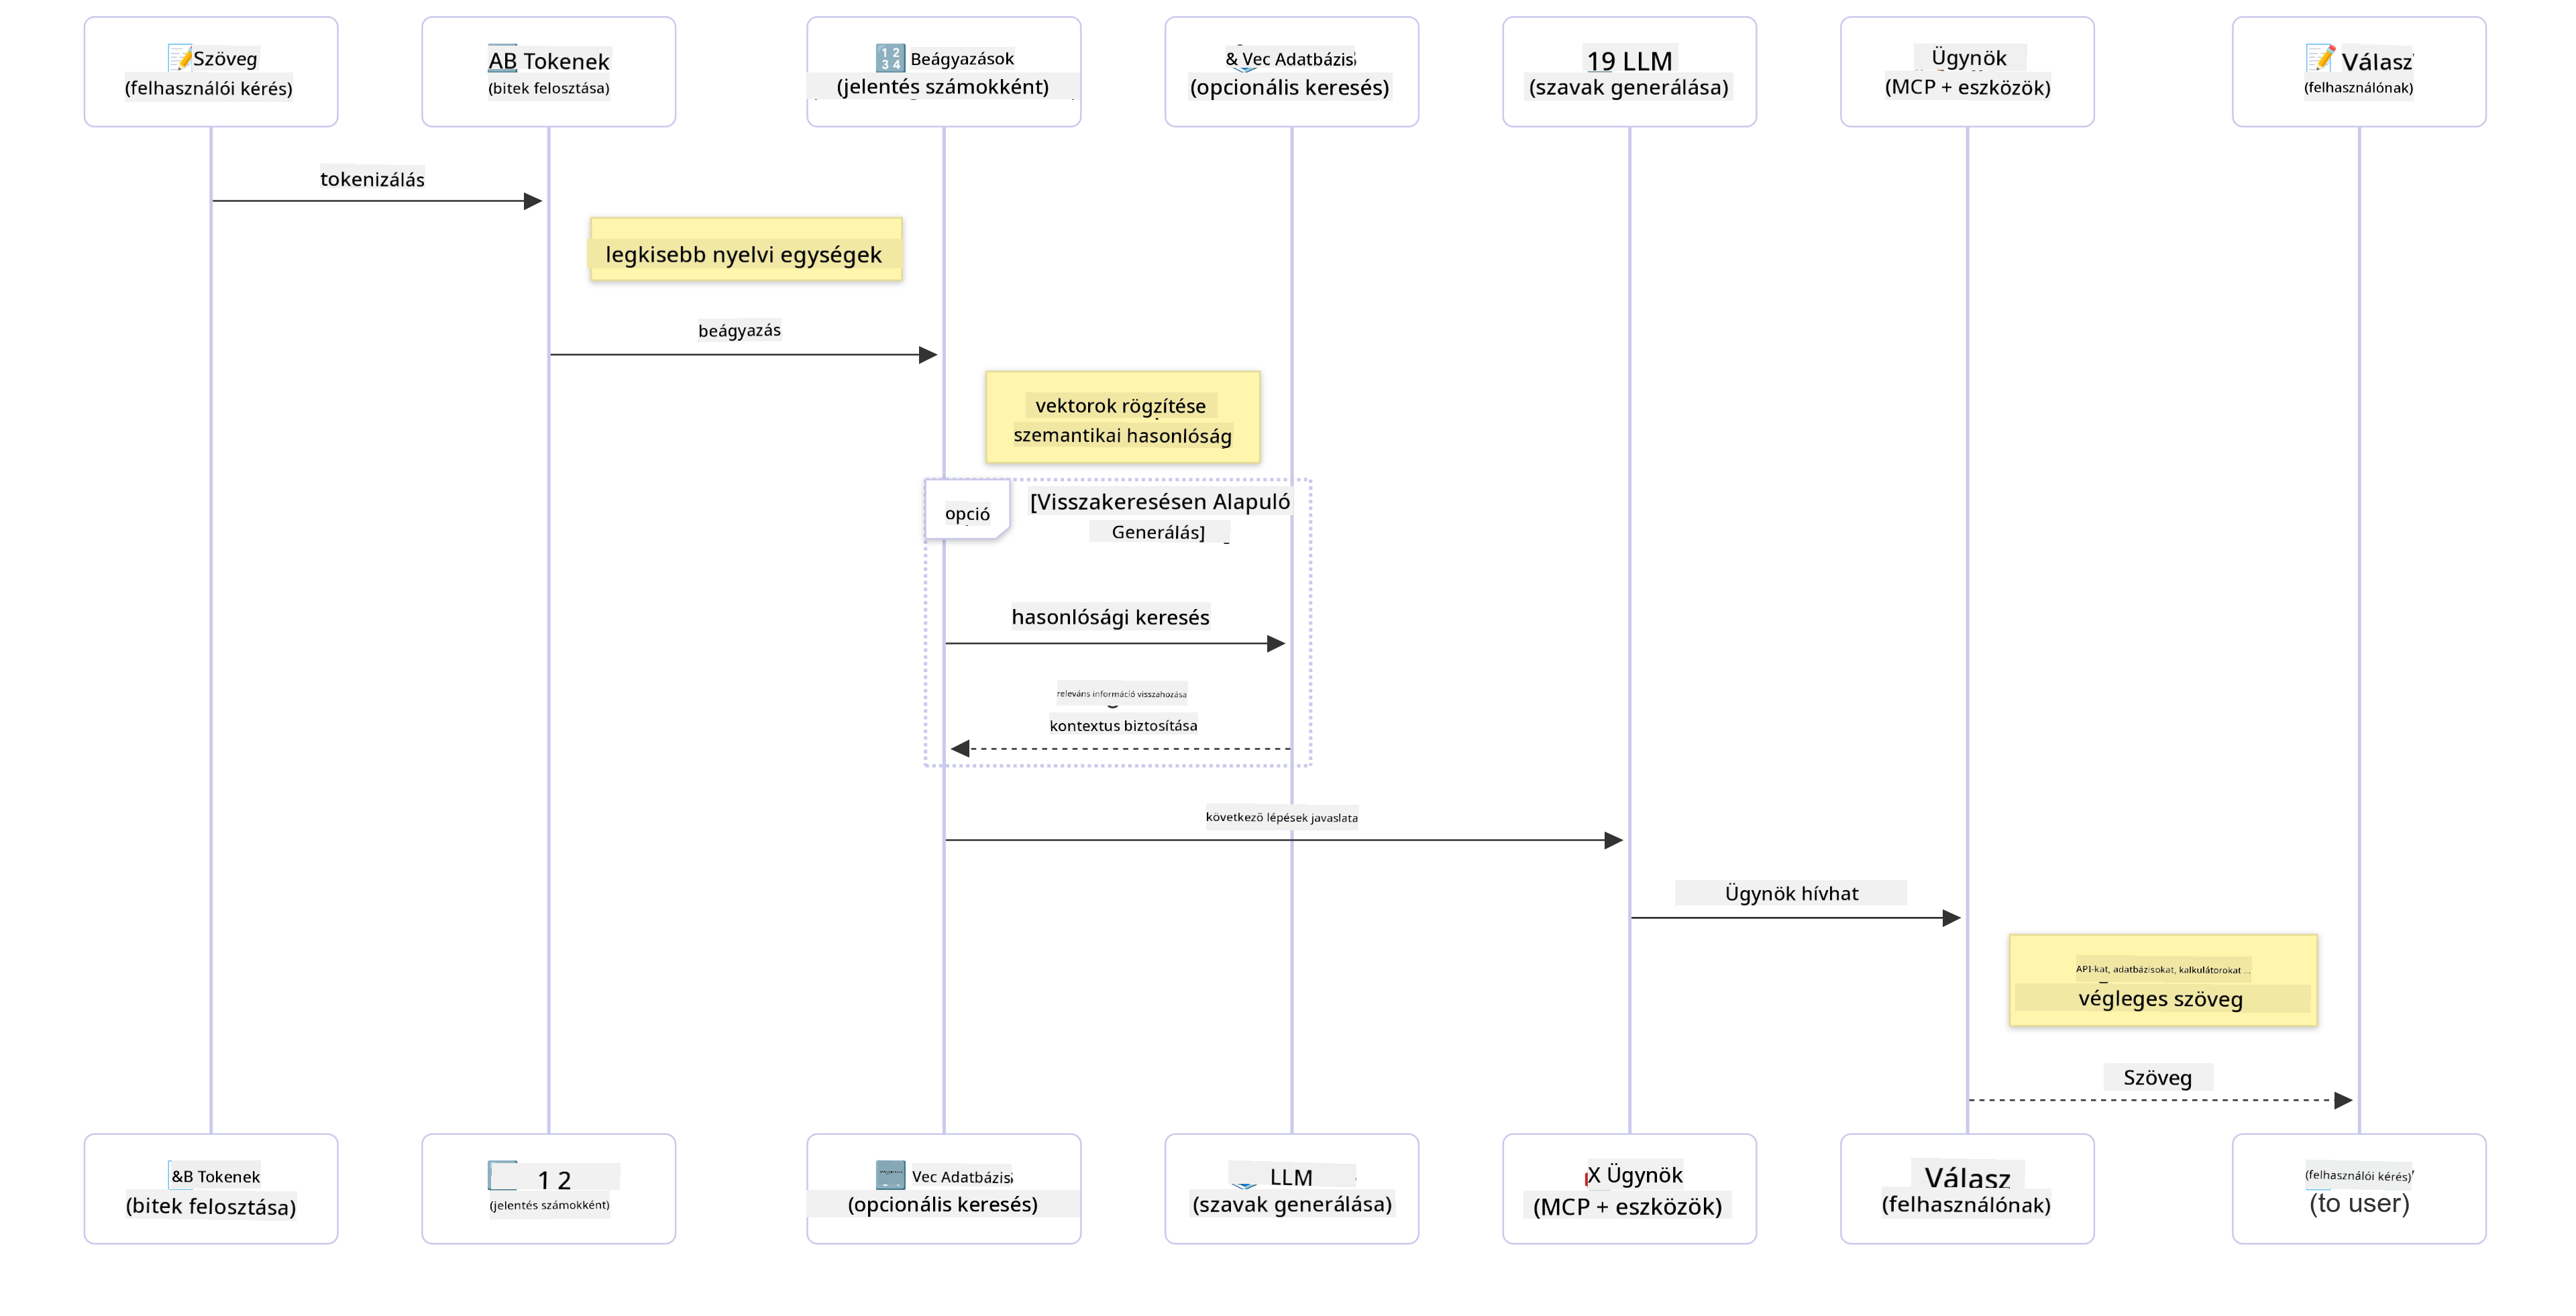 Szöveg
(felhasználói kérés)
AB Tokenek
(bitek felosztása)
Beágyazások
(jelentés számokként)
& Vec Adatbázis
(opcionális keresés)
19 LLM
(szavak generálása)
Ügynök
(MCP + eszközök)
Válasz
(felhasználónak)
tokenizálás
legkisebb nyelvi egységek
beágyazás
vektorok rögzítése
szemantikai hasonlóság
opció
[Visszakeresésen Alapuló
Generálás]
hasonlósági keresés
releváns információ visszahozása
kontextus biztosítása
következő lépések javaslata
Ügynök hívhat
API-kat, adatbázisokat, kalkulátorokat ...
végleges szöveg
Szöveg
&B Tokenek
(bitek felosztása)
1 2
(jelentés számokként)
Vec Adatbázis
(opcionális keresés)
LLM
(szavak generálása)
X Ügynök
(MCP + eszközök)
Válasz
(felhasználónak)
(felhasználói kérés)
(to user)